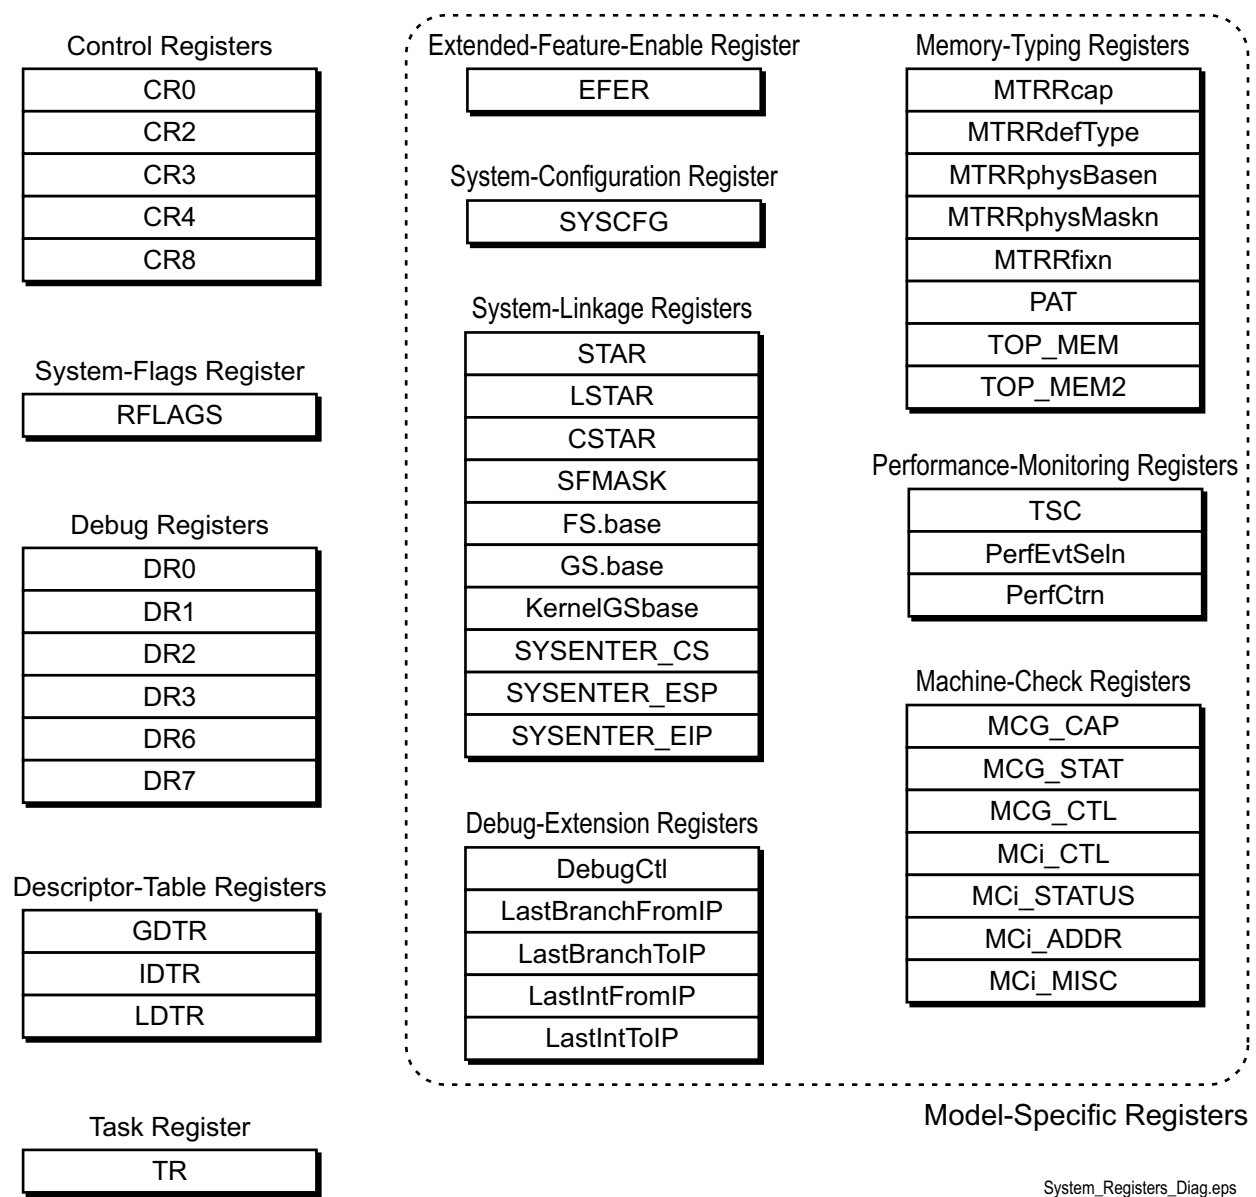 Control Registers
CR0
CR2
CR3
CR4
CR8
System-Flags Register
RFLAGS
Debug Registers
DR0
DR1
DR2
DR3
DR6
DR7
Descriptor-Table Registers
GDTR
IDTR
LDTR
Task Register
TR
Extended-Feature-Enable Register
EFER
System-Configuration Register
SYSCFG
System-Linkage Registers
STAR
LSTAR
CSTAR
SFMASK
FS.base
GS.base
KernelGSbase
SYSENTER_CS
SYSENTER_ESP
SYSENTER_EIP
Debug-Extension Registers
DebugCtl
LastBranchFromIP
LastBranchToIP
LastIntFromIP
LastIntToIP
Memory-Typing Registers
MTRRcap
MTRRdefType
MTRRphysBasen
MTRRphysMaskn
MTRRfixn
PAT
TOP_MEM
TOP_MEM2
Performance-Monitoring Registers
TSC
PerfEvtSeln
PerfCtrn
Machine-Check Registers
MCG_CAP
MCG_STAT
MCG_CTL
MCi_CTL
MCi_STATUS
MCi_ADDR
MCi_MISC
Model-Specific Registers
System_Registers_Diag.eps